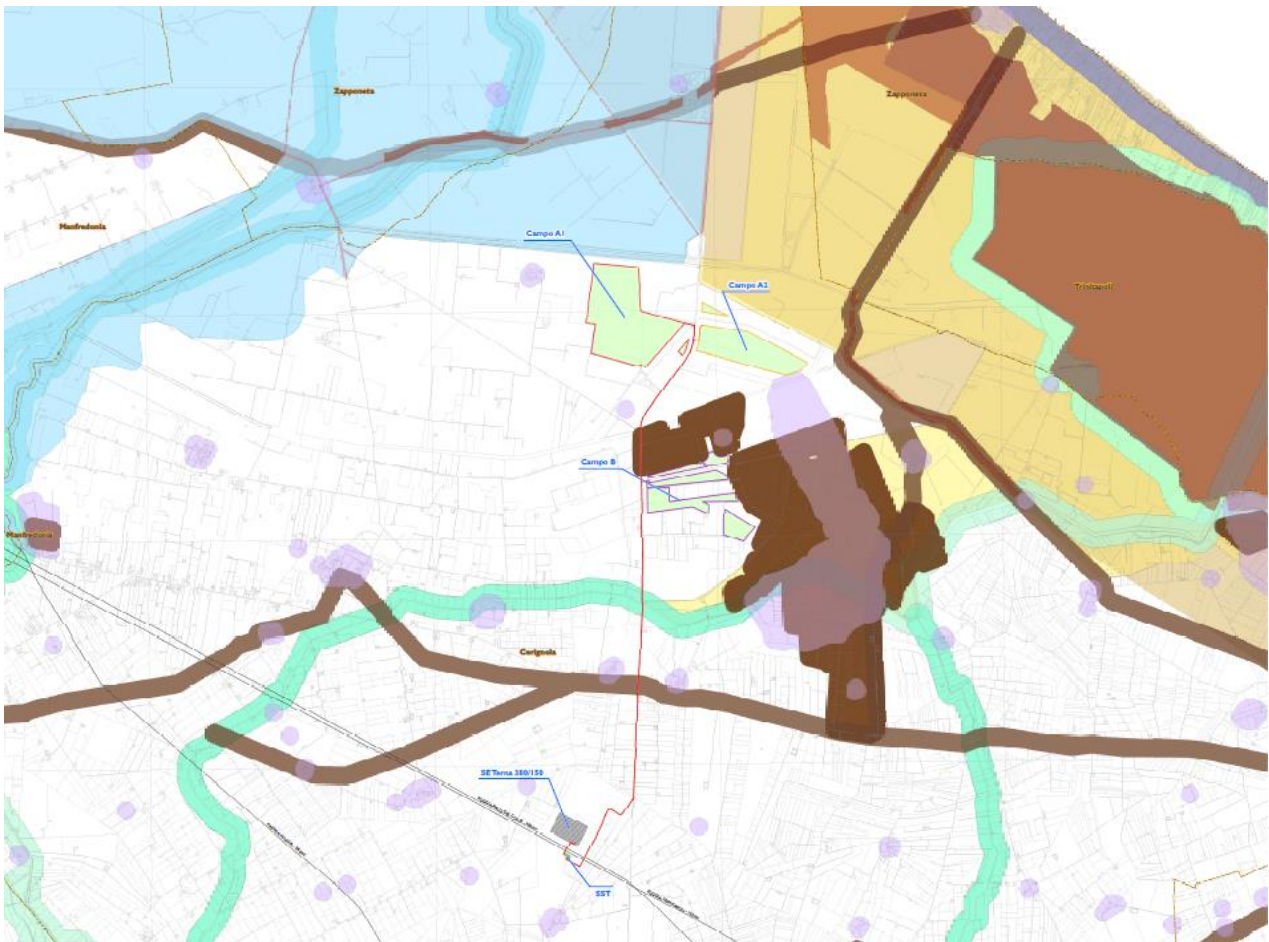 Zapponeta
Zapponeta
Manfredonia
Campo A1
Campo A2
Trinitapoli
Campo B
Manfredonia
Cerignola
SE Terna 380/150
SST